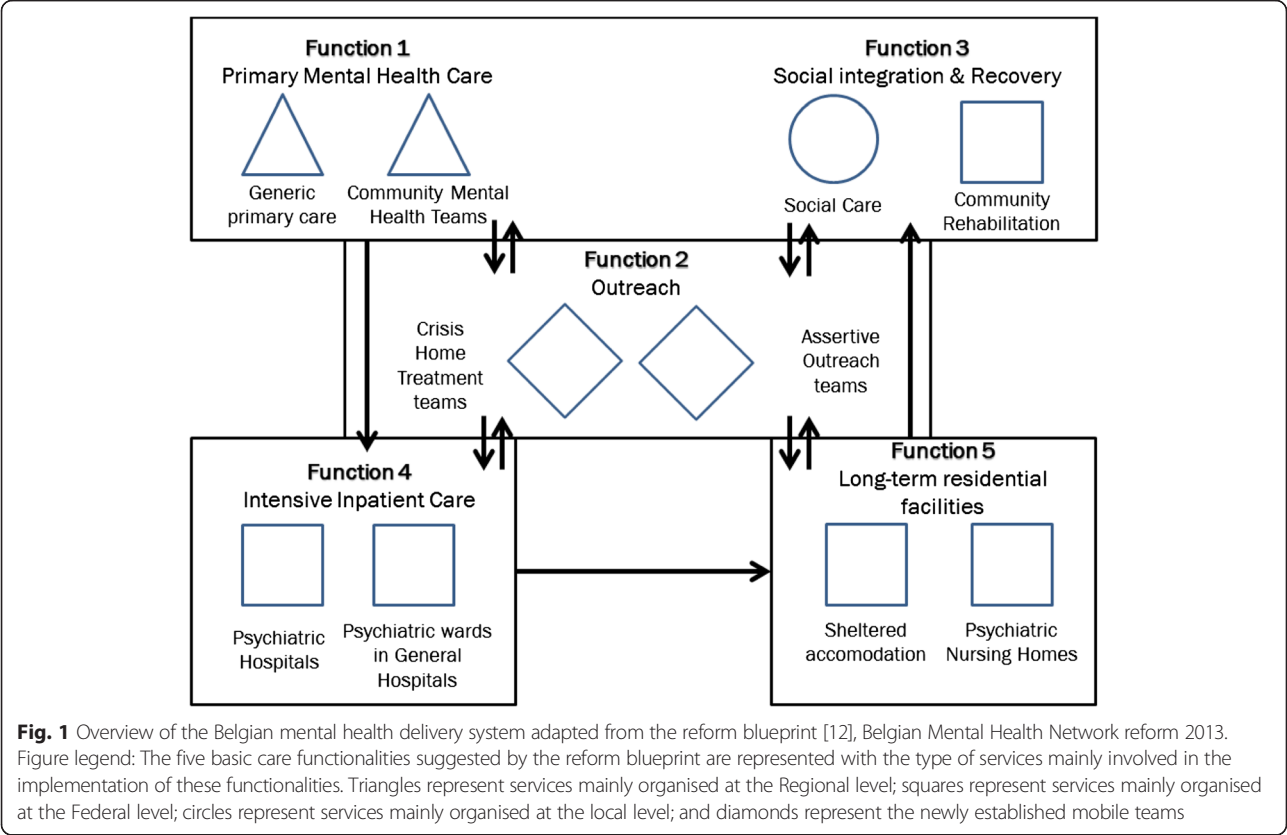 Function 1
Primary Mental Health Care
Generic
primary care
Community Mental
Health Teams
Function 3
Social integration & Recovery
Social Care
Community
Rehabilitation
Function 2
Outreach
Crisis
Home
Treatment
teams
Assertive
Outreach
teams
Function 4
Intensive Inpatient Care
Psychiatric
Hospitals
Psychiatric wards
in General
Hospitals
Function 5
Long-term residential
facilities
Sheltered
accomodation
Psychiatric
Nursing Homes
Fig. 1 Overview of the Belgian mental health delivery system adapted from the reform blueprint [12], Belgian Mental Health Network reform 2013.
Figure legend: The five basic care functionalities suggested by the reform blueprint are represented with the type of services mainly involved in the
implementation of these functionalities. Triangles represent services mainly organised at the Regional level; squares represent services mainly organised
at the Federal level; circles represent services mainly organised at the local level; and diamonds represent the newly established mobile teams